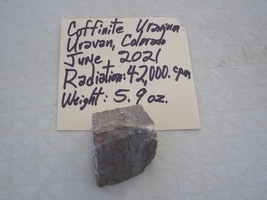 Coffinite Uranium
Uravan, Colorado
June, 2021
Radiation: 42,000. cpm
Weight: 5.9 oz.